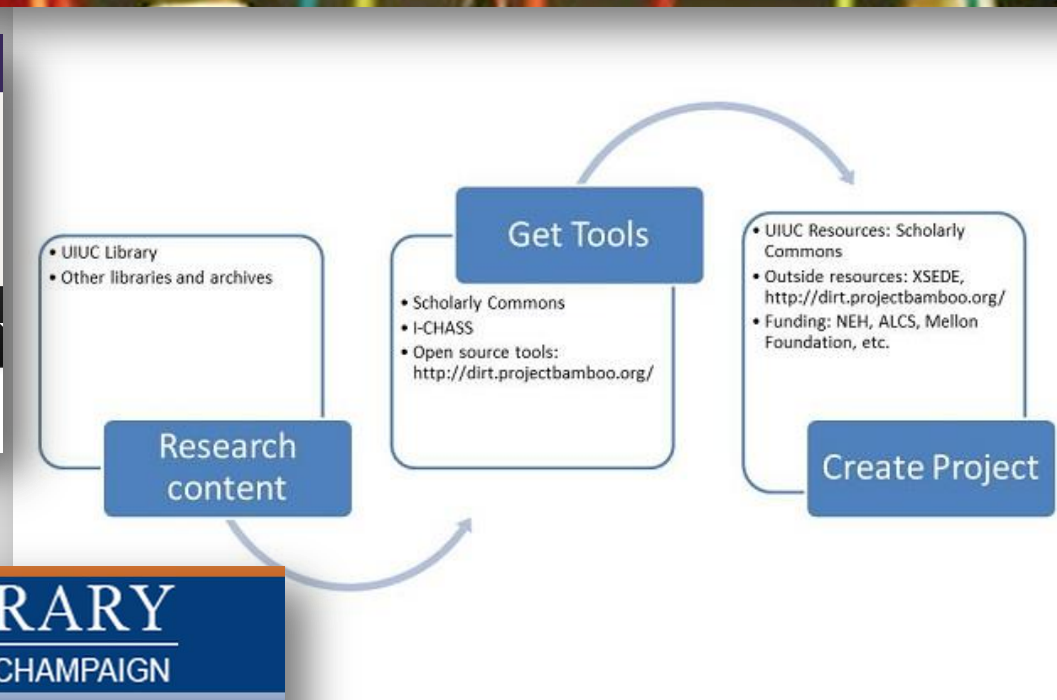 • UIUC Library
• Other libraries and archives
Research
content
Get Tools
• Scholarly Commons
• I-CHASS
• Open source tools:
http://dirt.projectbamboo.org/
• UIUC Resources: Scholarly
Commons
• Outside resources: XSEDE,
http://dirt.projectbamboo.org/
• Funding: NEH, ALCS, Mellon
Foundation, etc.
Create Project
RARY
CHAMPAIGN